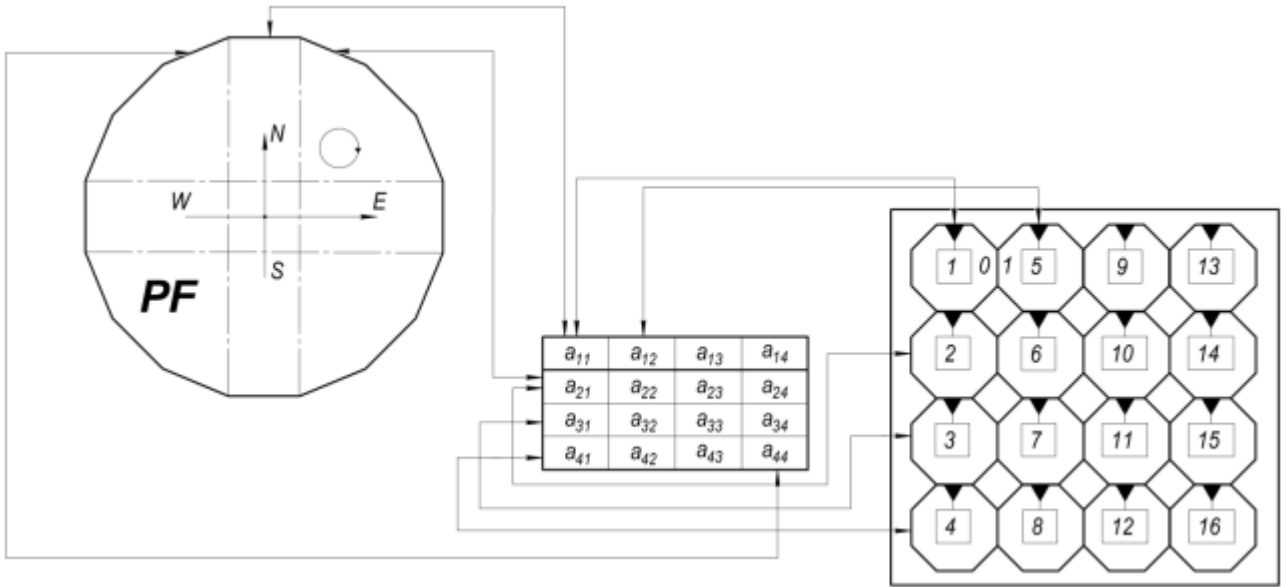 N
W E
S
PF
a11 a12 a13 a14
a21 a22 a23 a24
a31 a32 a33 a34
a41 a42 a43 a44
1 0 1 5 9 13
2 6 10 14
3 7 11 15
4 8 12 16